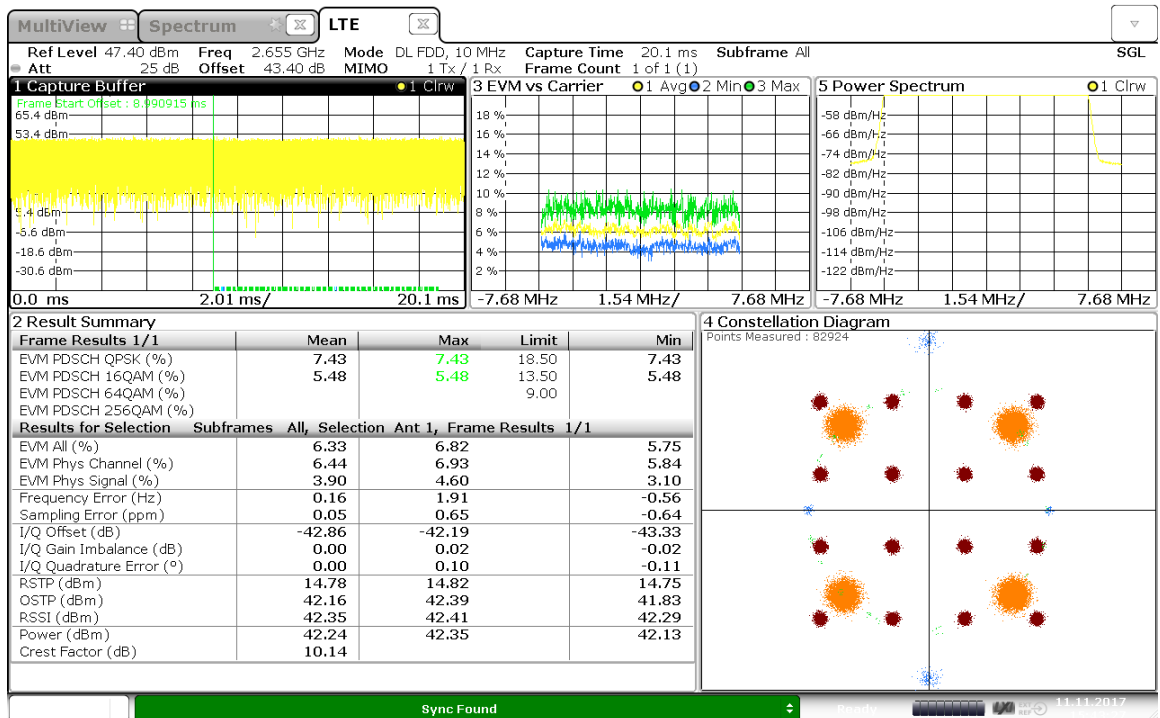 MultiView Spectrum LTE
Ref Level 47.40 dBm Freq 2.655 GHz Mode DL FDD, 10 MHz Capture Time 20.1 ms Subframe All SGL
Att 25 dB Offset 43.40 dB MIMO 1 Tx / 1 Rx Frame Count 1 of 1 (1)
1 Capture Buffer 1 Clrw
Frame Start Offset : 8.990915 ms
65.4 dBm
53.4 dBm
5.4 dBm
-5.6 dBm
-18.6 dBm
-30.6 dBm
0.0 ms 2.01 ms/ 20.1 ms
3 EVM vs Carrier 1 Avg 2 Min 3 Max
18 %
16 %
14 %
12 %
10 %
8 %
6 %
4 %
2 %
-7.68 MHz 1.54 MHz/ 7.68 MHz
5 Power Spectrum 1 Clrw
-58 dBm/Hz
-66 dBm/Hz
-74 dBm/Hz
-82 dBm/Hz
-90 dBm/Hz
-98 dBm/Hz
-106 dBm/Hz
-114 dBm/Hz
-122 dBm/Hz
-7.68 MHz 1.54 MHz/ 7.68 MHz
2 Result Summary
Frame Results 1/1 Mean Max Limit Min
EVM PDSCH QPSK (%) 7.43 7.43 18.50 7.43
EVM PDSCH 16QAM (%) 5.48 5.48 13.50 5.48
EVM PDSCH 64QAM (%) 9.00
EVM PDSCH 256QAM (%)
Results for Selection Subframes All, Selection Ant 1, Frame Results 1/1
EVM All (%) 6.33 6.82 5.75
EVM Phys Channel (%) 6.44 6.93 5.84
EVM Phys Signal (%) 3.90 4.60 3.10
Frequency Error (Hz) 0.16 1.91 -0.56
Sampling Error (ppm) 0.05 0.65 -0.64
I/Q Offset (dB) -42.86 -42.19 -43.33
I/Q Gain Imbalance (dB) 0.00 0.02 -0.02
I/Q Quadrature Error (º) 0.00 0.10 -0.11
RSTP (dBm) 14.78 14.82 14.75
OSTP (dBm) 42.16 42.39 41.83
RSSI (dBm) 42.35 42.41 42.29
Power (dBm) 42.24 42.35 42.13
Crest Factor (dB) 10.14
4 Constellation Diagram
Points Measured : 82924
Sync Found
Ready
11.11.2017